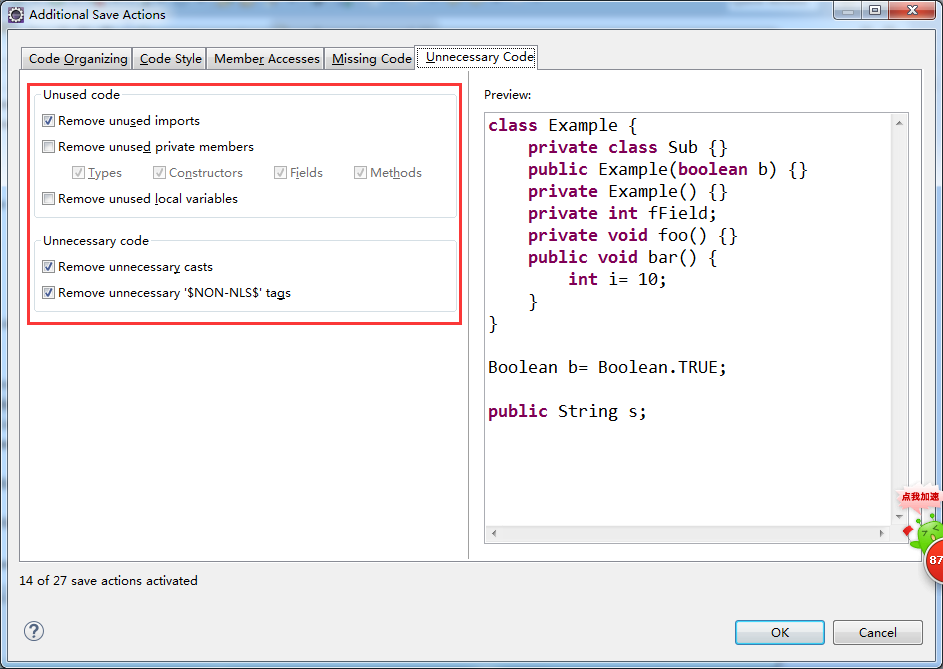 Additional Save Actions
Code Organizing Code Style Member Accesses Missing Code Unnecessary Code
Unused code
Remove unused imports
Remove unused private members
Types Constructors Fields Methods
Remove unused local variables
Unnecessary code
Remove unnecessary casts
Remove unnecessary '$NON-NLS$' tags
Preview:
class Example {
    private class Sub {}
    public Example(boolean b) {}
    private Example() {}
    private int fField;
    private void foo() {}
    public void bar() {
        int i= 10;
    }
}
Boolean b= Boolean.TRUE;
public String s;
点我加速
87
14 of 27 save actions activated
?
OK Cancel